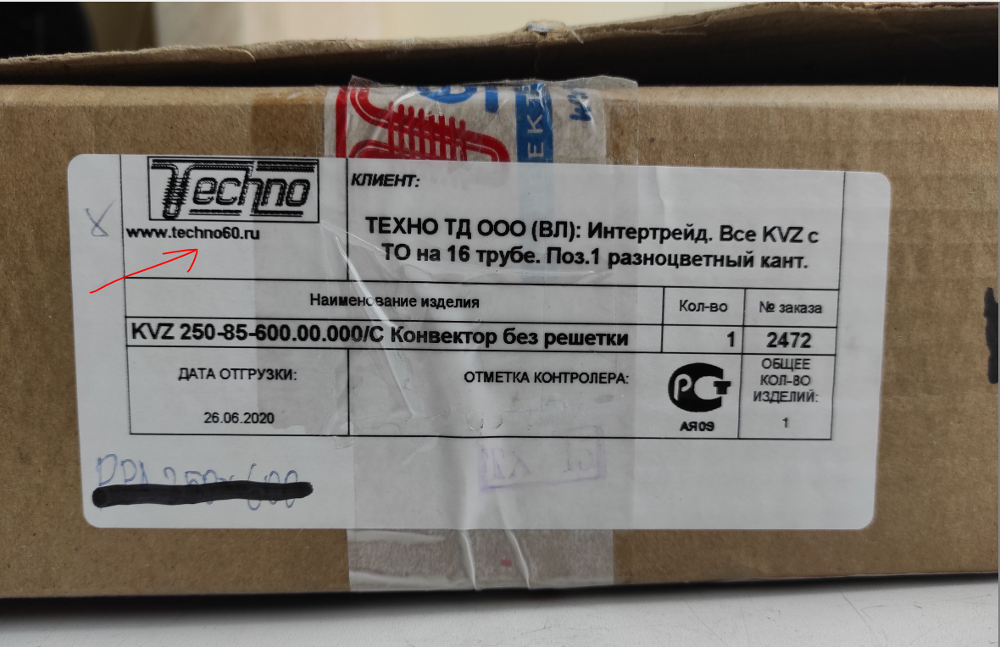 Techno
www.techno60.ru
КЛИЕНТ:
ТЕХНО ТД ООО (ВЛ): Интертрейд. Все KVZ с
ТО на 16 трубе. Поз.1 разноцветный кант.
Наименование изделия
Кол-во
№ заказа
KVZ 250-85-600.00.000/С Конвектор без решетки
1
2472
ДАТА ОТГРУЗКИ:
26.06.2020
ОТМЕТКА КОНТРОЛЕРА:
РСТ
АЯ09
ОБЩЕЕ
КОЛ-ВО
ИЗДЕЛИЙ:
1